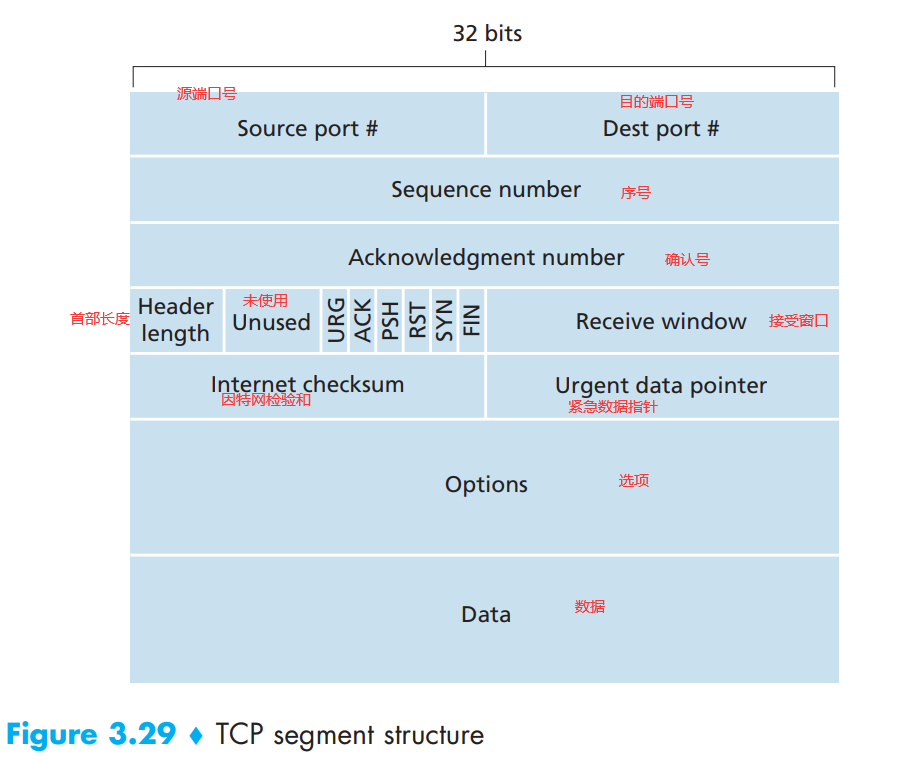 32 bits
源端口号
目的端口号
Source port #
Dest port #
Sequence number 序号
Acknowledgment number 确认号
首部长度
Header
length
未使用
Unused
URG
ACK
PSH
RST
SYN
FIN
Receive window 接受窗口
Internet checksum
因特网检验和
Urgent data pointer
紧急数据指针
Options 选项
Data 数据
Figure 3.29 ♦ TCP segment structure